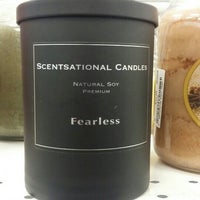 Scentsational Candles
Natural Soy
Premium
Fearless